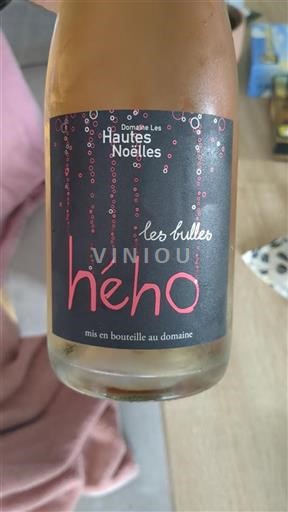 Domaine Les
Hautes
Noëlles
les bulles
VINIOU
hého
mis en bouteille au domaine